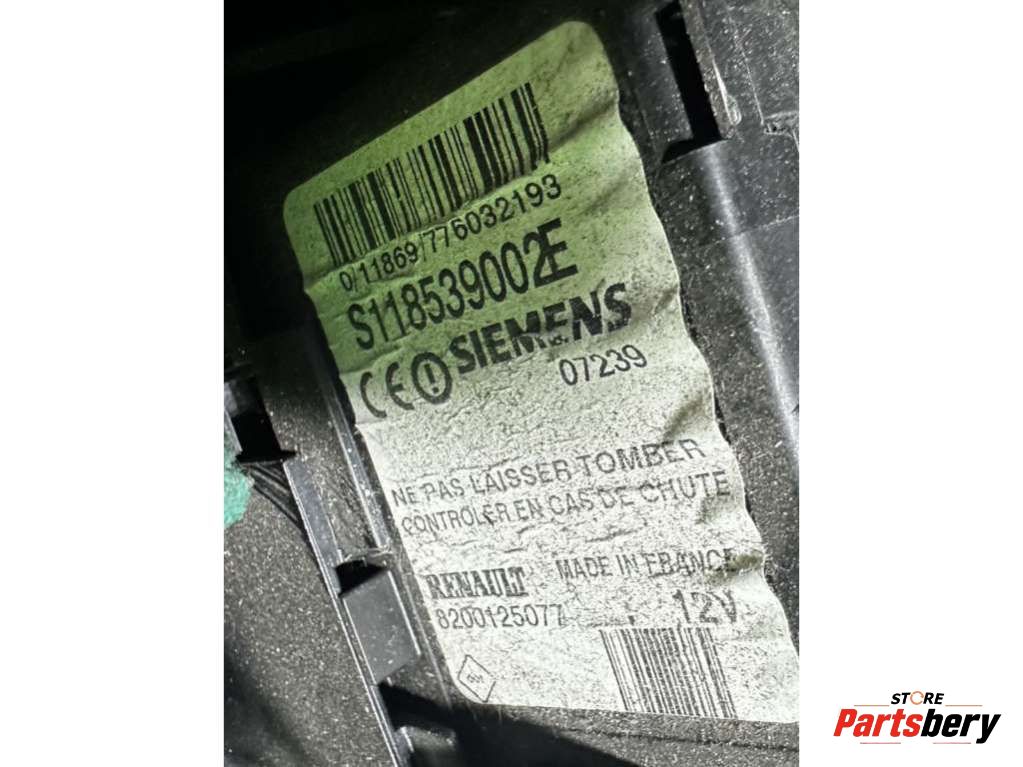 0/11869/776032193
S118539002E
CE SIEMENS
07239
NE PAS LAISSER TOMBER
CONTROLER EN CAS DE CHUTE
RENAULT MADE IN FRANCE
8200125077 12V
STORE
Partsbery